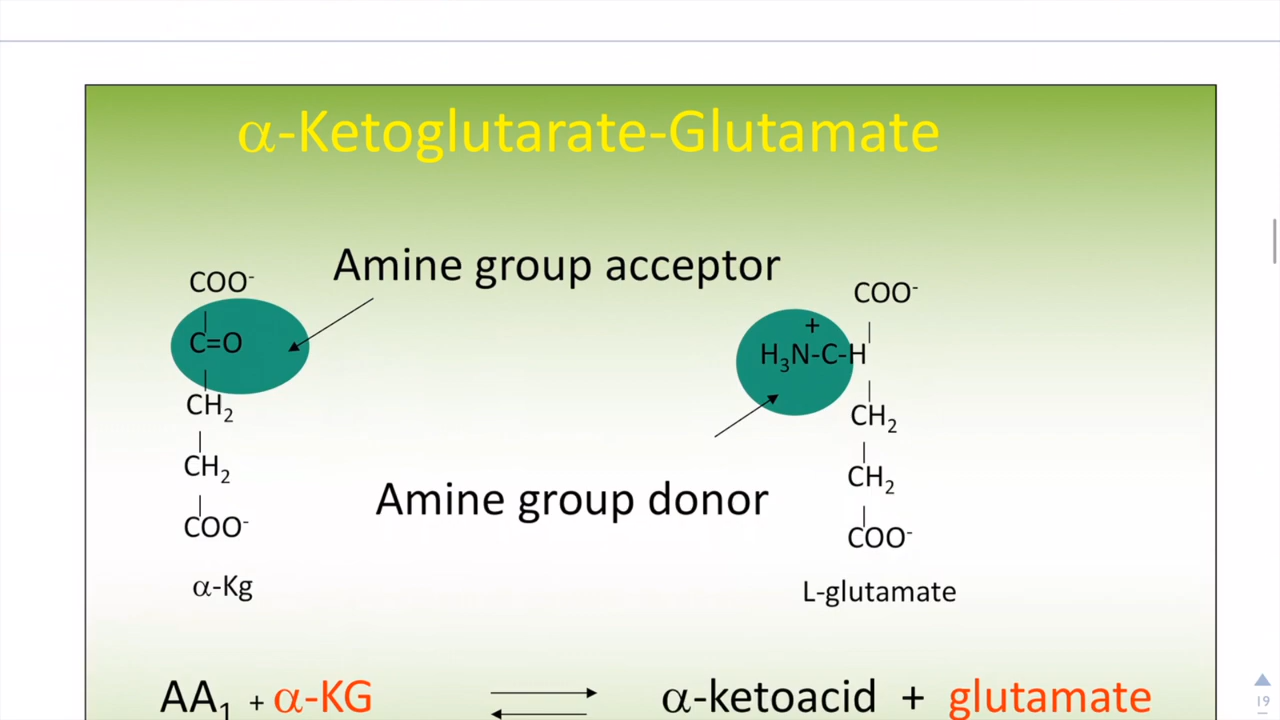 α-Ketoglutarate-Glutamate
Amine group acceptor
COO-
|
C=O
|
CH2
|
CH2
|
COO-
α-Kg
COO-
+ |
H3N-C-H
|
CH2
|
CH2
|
COO-
L-glutamate
Amine group donor
AA1 + α-KG α-ketoacid + glutamate
19